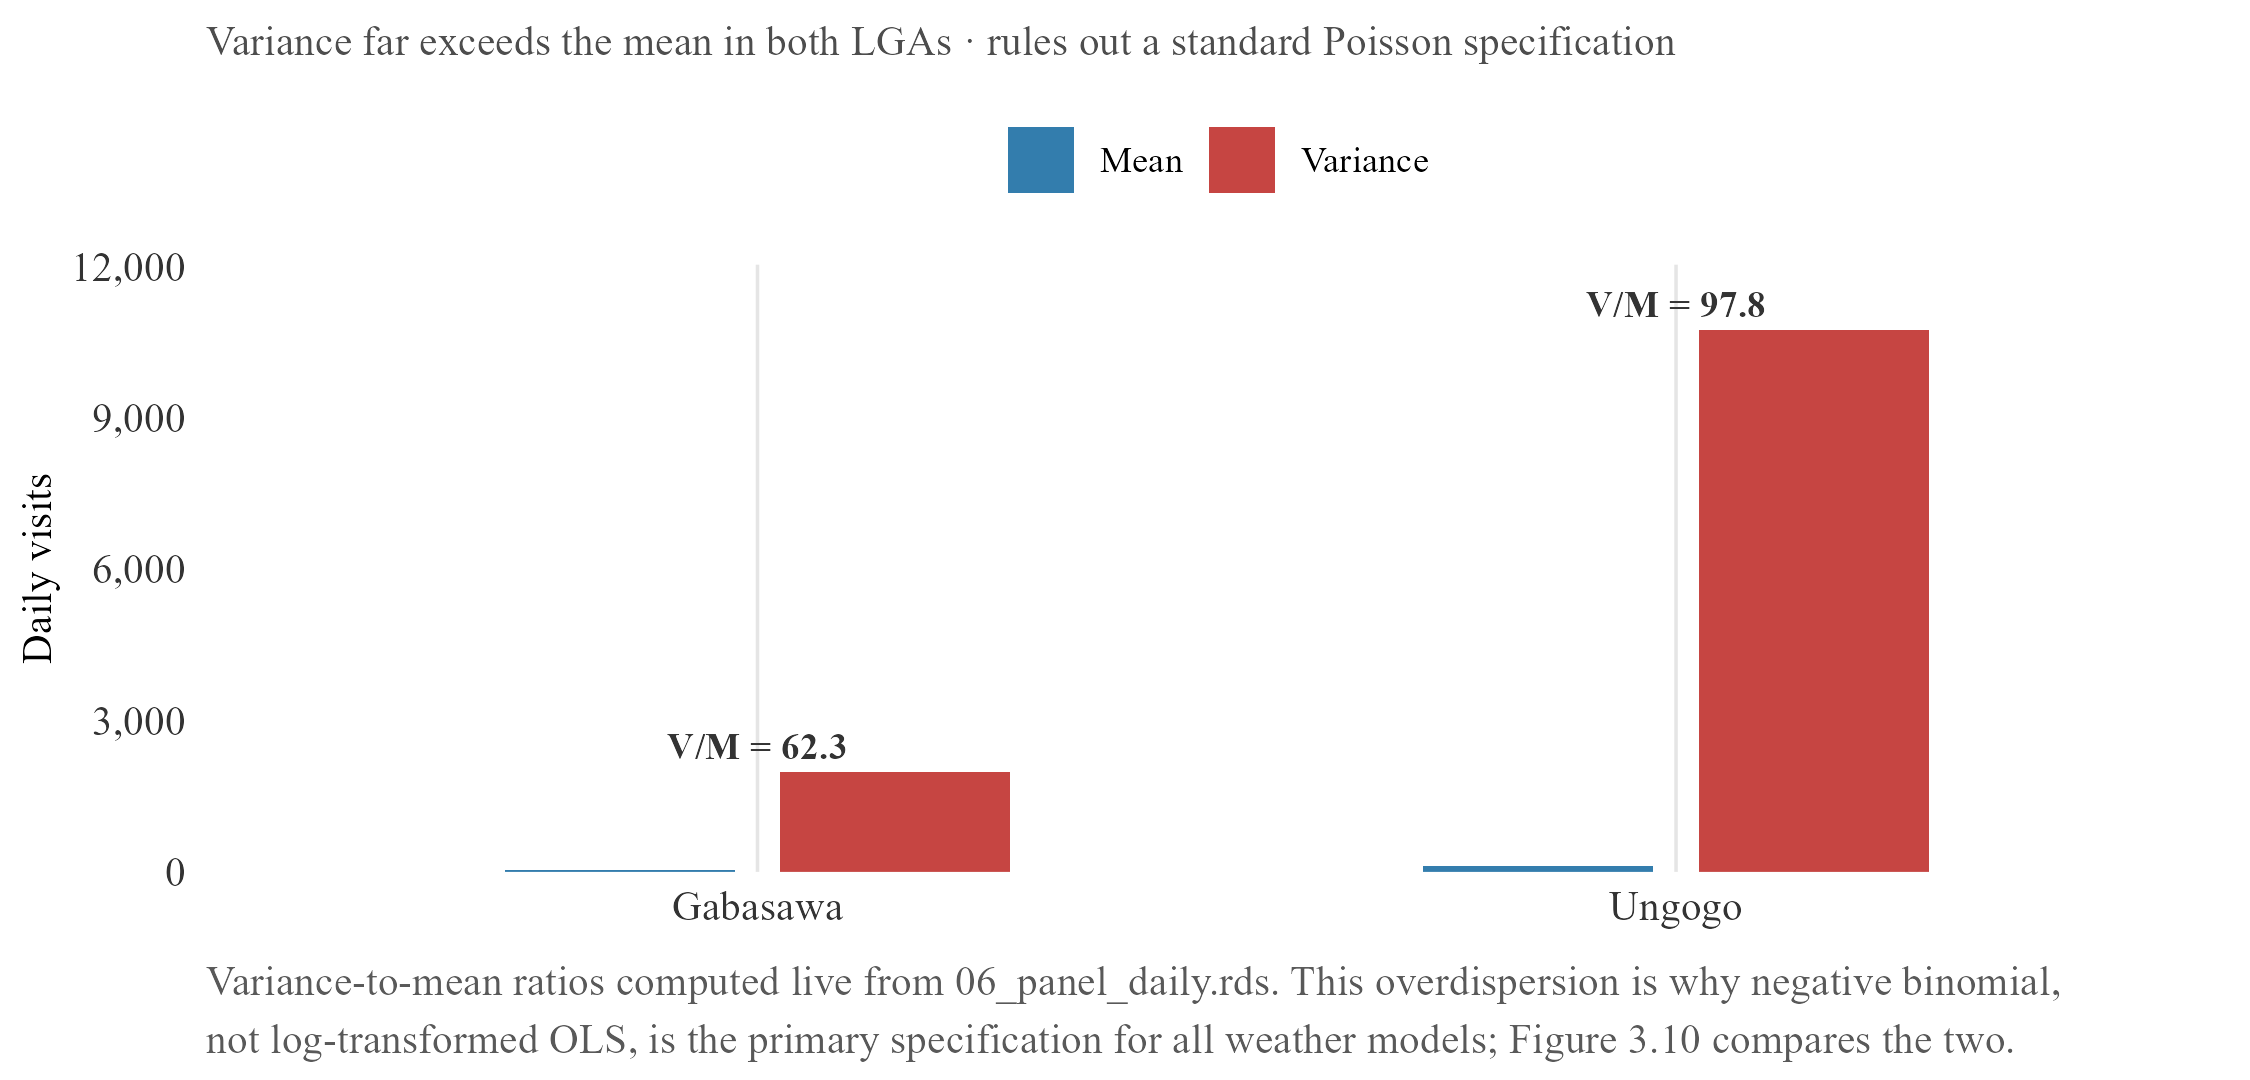 Variance far exceeds the mean in both LGAs · rules out a standard Poisson specification
Mean
Variance
12,000
9,000
6,000
3,000
0
Daily visits
V/M = 62.3
V/M = 97.8
Gabasawa
Ungogo
Variance-to-mean ratios computed live from 06_panel_daily.rds. This overdispersion is why negative binomial,
not log-transformed OLS, is the primary specification for all weather models; Figure 3.10 compares the two.